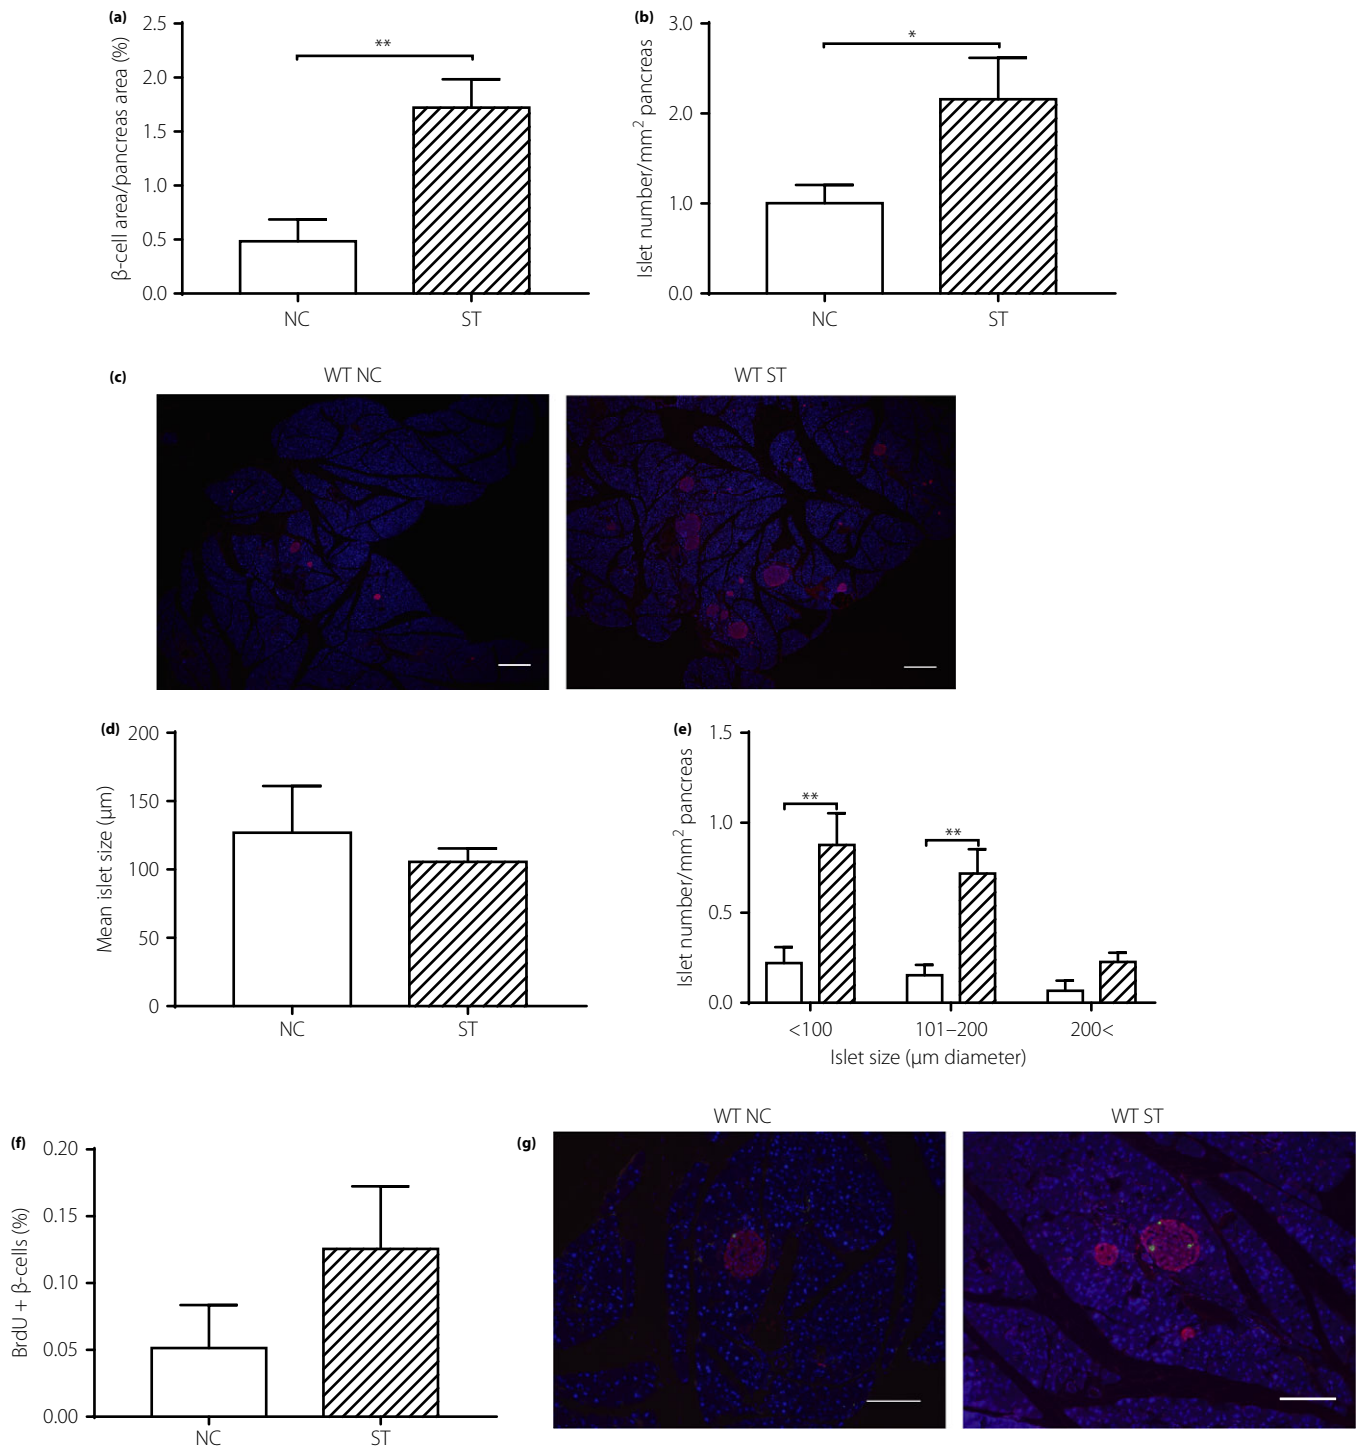 (a)
β-cell area/pancreas area (%)
2.5
2.0
1.5
1.0
0.5
0.0
**
NC
ST
(b)
Islet number/mm² pancreas
3.0
2.0
1.0
0.0
*
NC
ST
(c)
WT NC
WT ST
(d)
Mean islet size (μm)
200
150
100
50
0
NC
ST
(e)
Islet number/mm² pancreas
1.5
1.0
0.5
0.0
**
**
<100
101–200
200<
Islet size (μm diameter)
(f)
BrdU + β-cells (%)
0.20
0.15
0.10
0.05
0.00
NC
ST
(g)
WT NC
WT ST